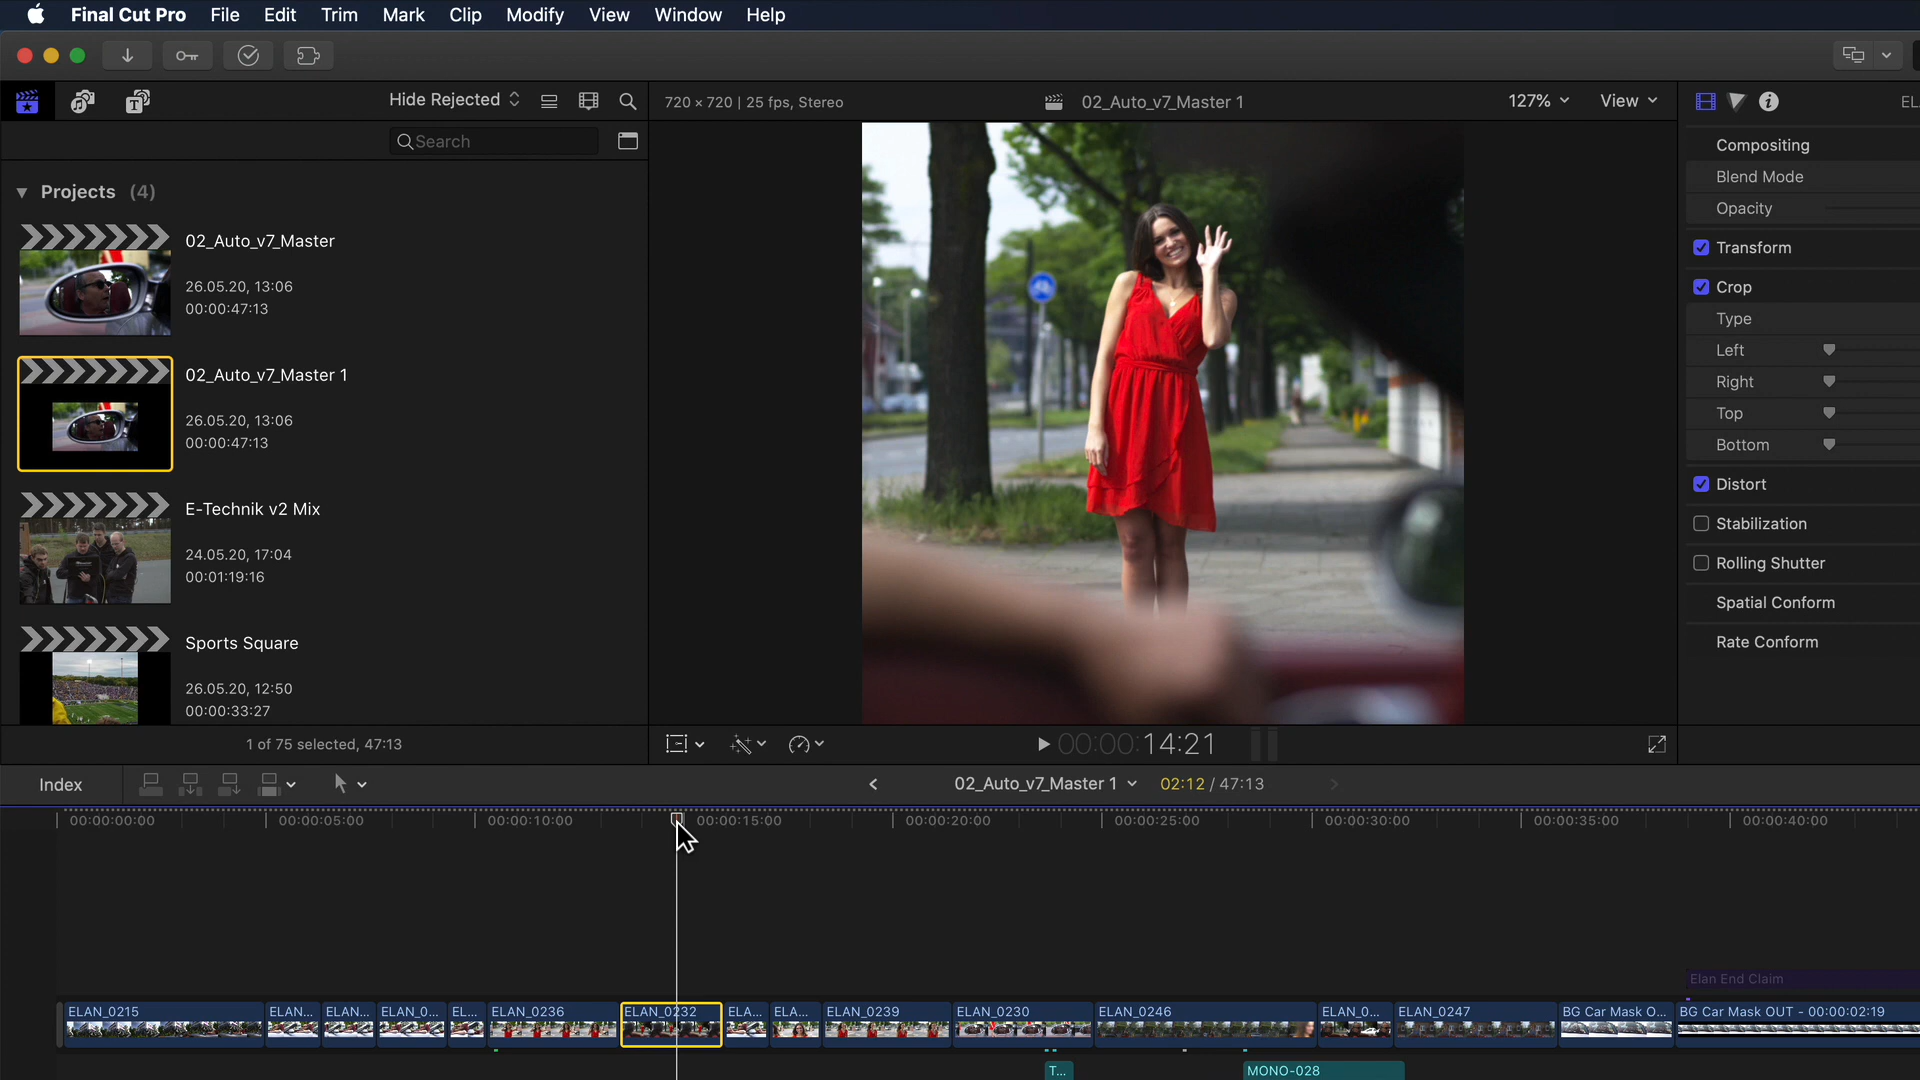 Final Cut Pro File Edit Trim Mark Clip Modify View Window Help
Hide Rejected
720 × 720 | 25 fps, Stereo
02_Auto_v7_Master 1
127%
View
EL
Search
Projects (4)
02_Auto_v7_Master
26.05.20, 13:06
00:00:47:13
02_Auto_v7_Master 1
26.05.20, 13:06
00:00:47:13
E-Technik v2 Mix
24.05.20, 17:04
00:01:19:16
Sports Square
26.05.20, 12:50
00:00:33:27
1 of 75 selected, 47:13
Compositing
Blend Mode
Opacity
Transform
Crop
Type
Left
Right
Top
Bottom
Distort
Stabilization
Rolling Shutter
Spatial Conform
Rate Conform
00:00:14:21
Index
02_Auto_v7_Master 1
02:12 / 47:13
00:00:00:00 00:00:05:00 00:00:10:00 00:00:15:00 00:00:20:00 00:00:25:00 00:00:30:00 00:00:35:00 00:00:40:00
Elan End Claim
ELAN_0215 ELAN... ELAN... ELAN_0... EL... ELAN_0236 ELAN_0232 ELA... ELA... ELAN_0239 ELAN_0230 ELAN_0246 ELAN_0... ELAN_0247 BG Car Mask O... BG Car Mask OUT - 00:00:02:19
T... MONO-028